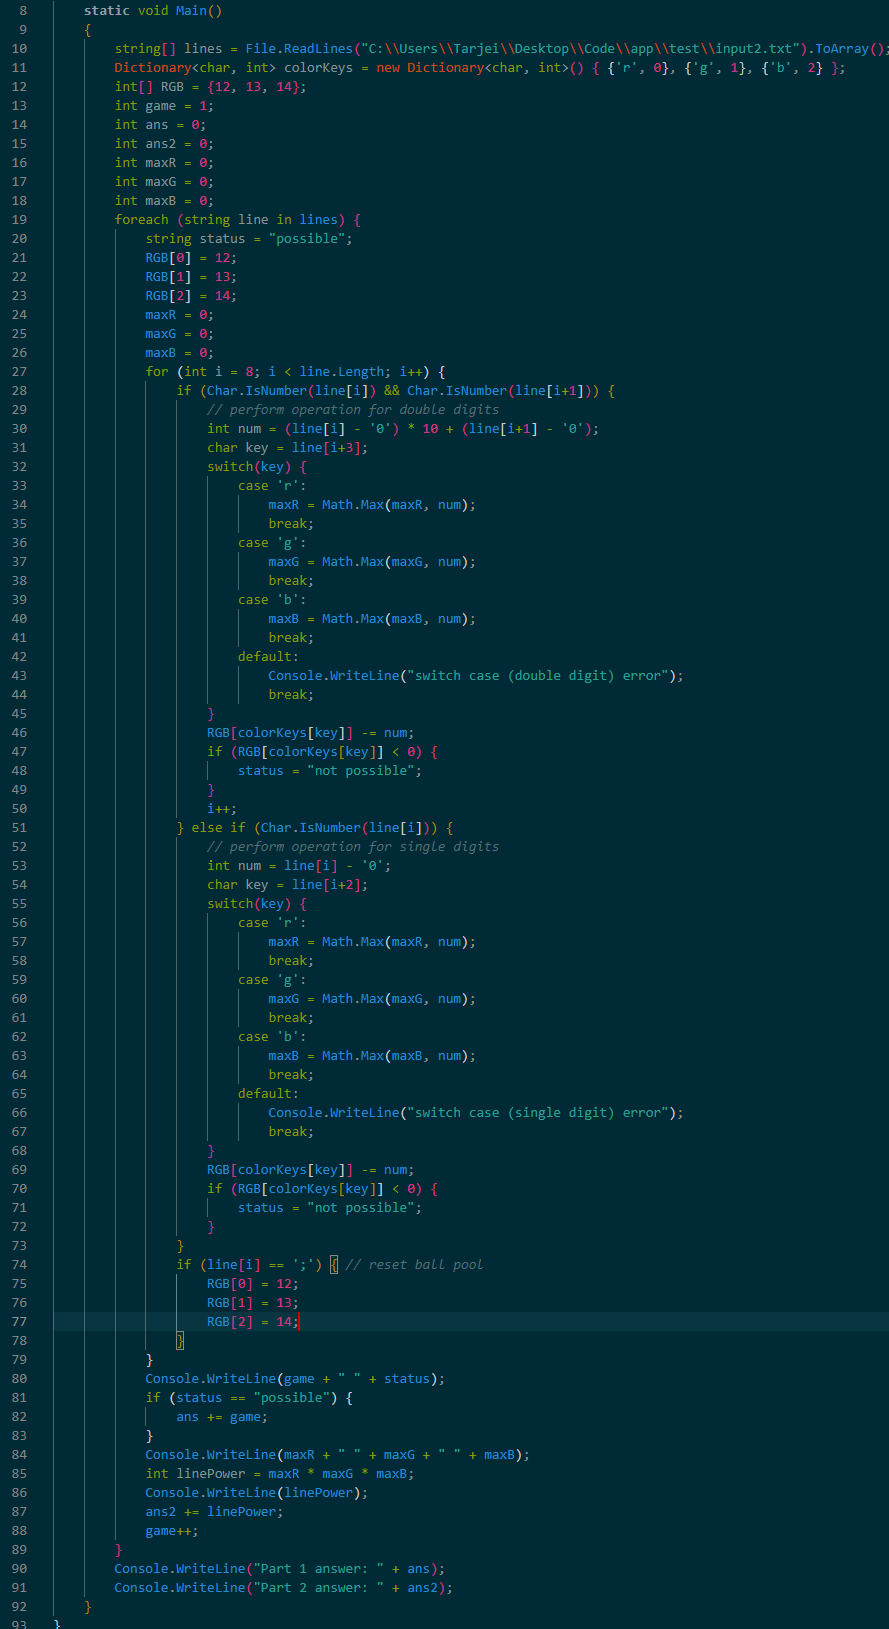 8 static void Main()
9 {
10 string[] lines = File.ReadLines("C:\\Users\\Tarjei\\Desktop\\Code\\app\\test\\input2.txt").ToArray();
11 Dictionary<char, int> colorKeys = new Dictionary<char, int>() { {'r', 0}, {'g', 1}, {'b', 2} };
12 int[] RGB = {12, 13, 14};
13 int game = 1;
14 int ans = 0;
15 int ans2 = 0;
16 int maxR = 0;
17 int maxG = 0;
18 int maxB = 0;
19 foreach (string line in lines) {
20 string status = "possible";
21 RGB[0] = 12;
22 RGB[1] = 13;
23 RGB[2] = 14;
24 maxR = 0;
25 maxG = 0;
26 maxB = 0;
27 for (int i = 8; i < line.Length; i++) {
28 if (Char.IsNumber(line[i]) && Char.IsNumber(line[i+1])) {
29 // perform operation for double digits
30 int num = (line[i] - '0') * 10 + (line[i+1] - '0');
31 char key = line[i+3];
32 switch(key) {
33 case 'r':
34 maxR = Math.Max(maxR, num);
35 break;
36 case 'g':
37 maxG = Math.Max(maxG, num);
38 break;
39 case 'b':
40 maxB = Math.Max(maxB, num);
41 break;
42 default:
43 Console.WriteLine("switch case (double digit) error");
44 break;
45 }
46 RGB[colorKeys[key]] -= num;
47 if (RGB[colorKeys[key]] < 0) {
48 status = "not possible";
49 }
50 i++;
51 } else if (Char.IsNumber(line[i])) {
52 // perform operation for single digits
53 int num = line[i] - '0';
54 char key = line[i+2];
55 switch(key) {
56 case 'r':
57 maxR = Math.Max(maxR, num);
58 break;
59 case 'g':
60 maxG = Math.Max(maxG, num);
61 break;
62 case 'b':
63 maxB = Math.Max(maxB, num);
64 break;
65 default:
66 Console.WriteLine("switch case (single digit) error");
67 break;
68 }
69 RGB[colorKeys[key]] -= num;
70 if (RGB[colorKeys[key]] < 0) {
71 status = "not possible";
72 }
73 }
74 if (line[i] == ';') { // reset ball pool
75 RGB[0] = 12;
76 RGB[1] = 13;
77 RGB[2] = 14;
78 }
79 }
80 Console.WriteLine(game + " " + status);
81 if (status == "possible") {
82 ans += game;
83 }
84 Console.WriteLine(maxR + " " + maxG + " " + maxB);
85 int linePower = maxR * maxG * maxB;
86 Console.WriteLine(linePower);
87 ans2 += linePower;
88 game++;
89 }
90 Console.WriteLine("Part 1 answer: " + ans);
91 Console.WriteLine("Part 2 answer: " + ans2);
92 }
93 }